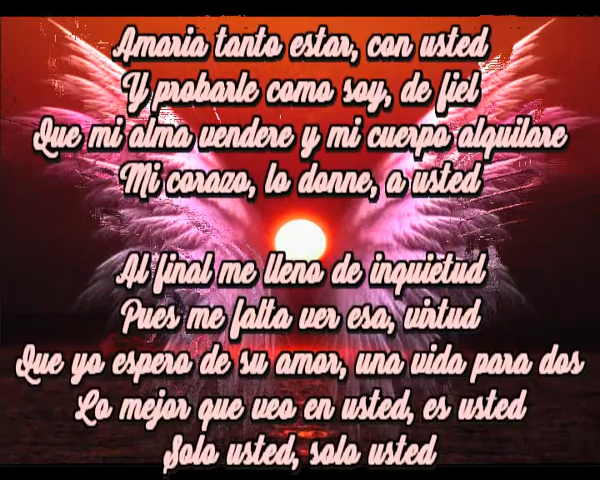 Amaria tanto estar, con usted
Y probarle como soy, de fiel
Que mi alma vendere y mi cuerpo alquilare
Mi corazo, lo donne, a usted
Al final me lleno de inquietud
Pues me falta ver esa, virtud
Que yo espero de su amor, una vida para dos
Lo mejor que veo en usted, es usted
Solo usted, solo usted